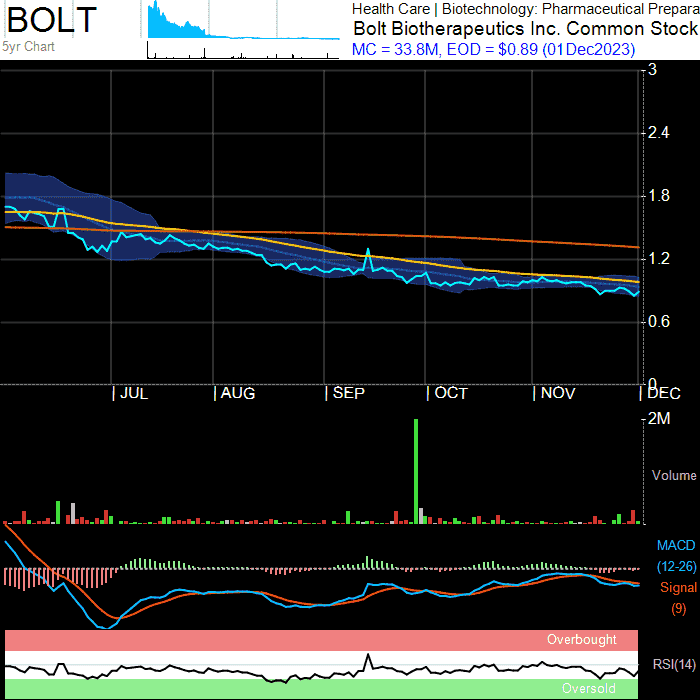 BOLT
5yr Chart
Health Care | Biotechnology: Pharmaceutical Prepara
Bolt Biotherapeutics Inc. Common Stock
MC = 33.8M, EOD = $0.89 (01Dec2023)
3
2.4
1.8
1.2
0.6
0
| JUL | AUG | SEP | OCT | NOV | DEC
2M
Volume
MACD
(12-26)
Signal
(9)
Overbought
RSI(14)
Oversold